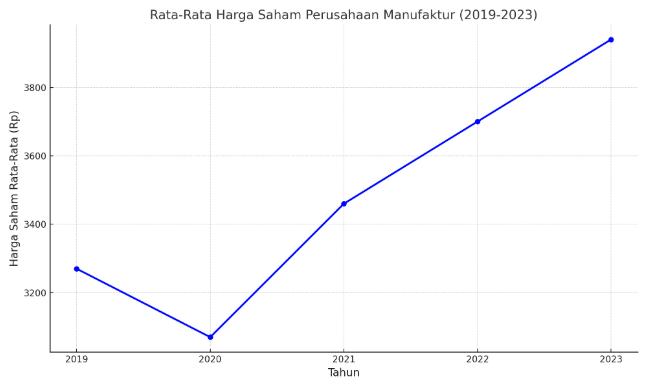 Rata-Rata Harga Saham Perusahaan Manufaktur (2019-2023)
Harga Saham Rata-Rata (Rp)
3800
3600
3400
3200
2019 2020 2021 2022 2023
Tahun